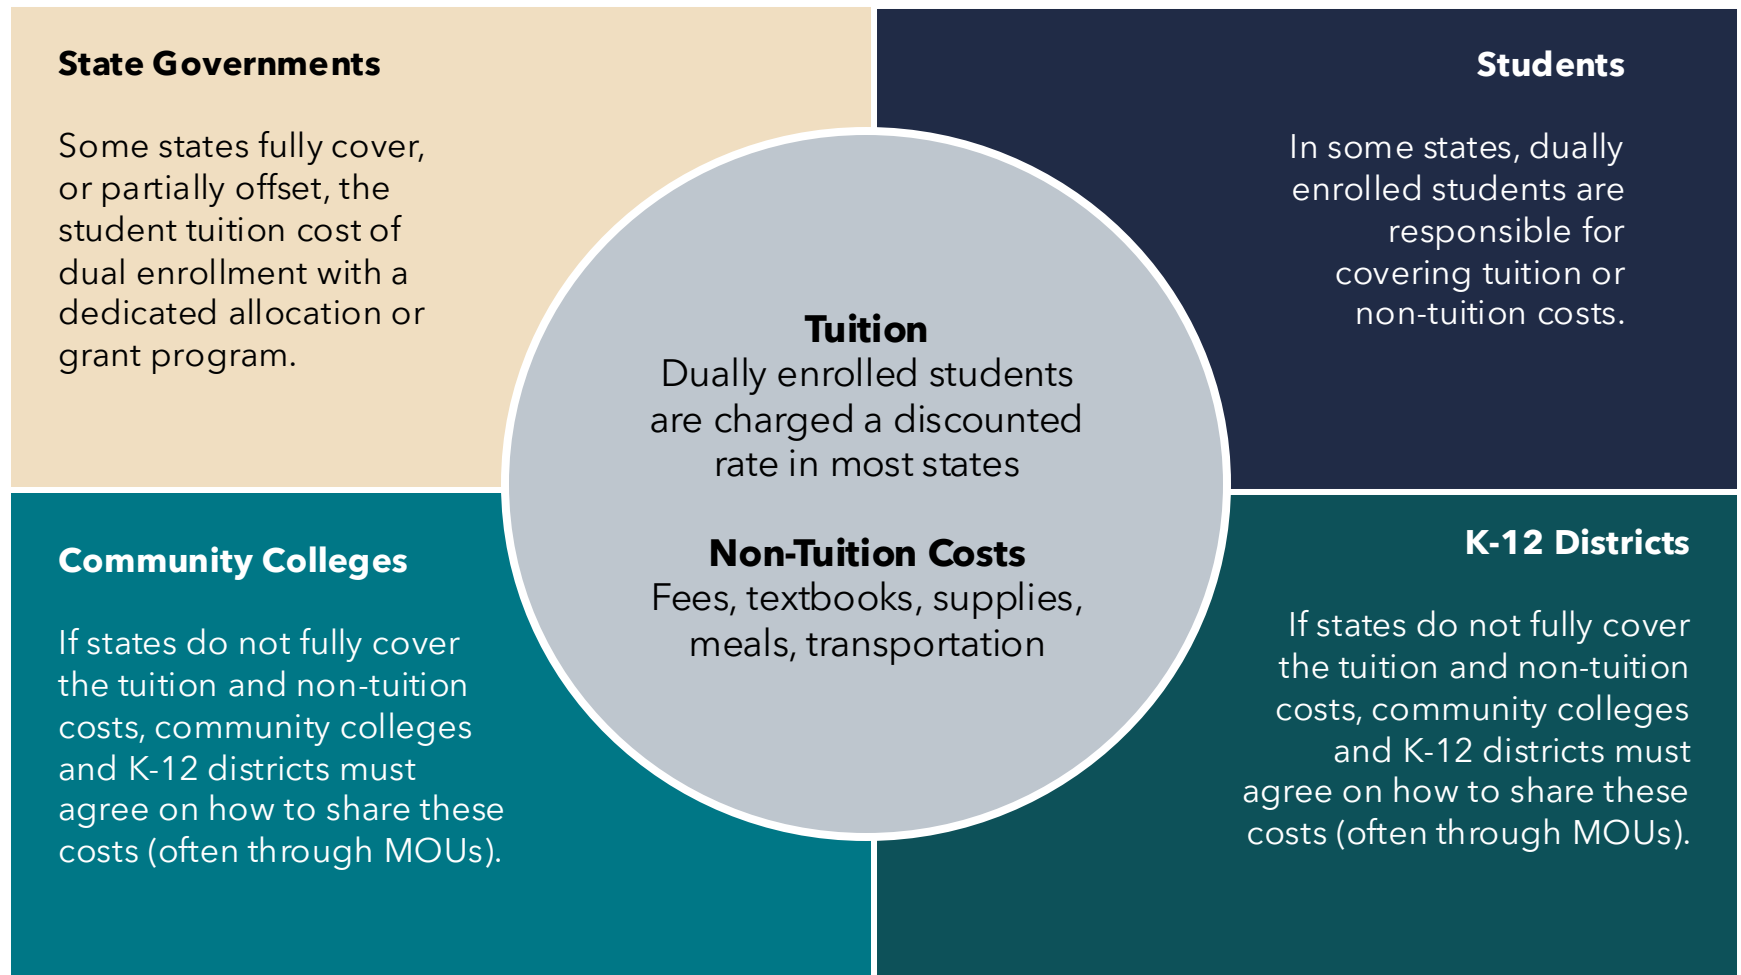 State Governments
Some states fully cover,
or partially offset, the
student tuition cost of
dual enrollment with a
dedicated allocation or
grant program.
Students
In some states, dually
enrolled students are
responsible for
covering tuition or
non-tuition costs.
Tuition
Dually enrolled students
are charged a discounted
rate in most states
Non-Tuition Costs
Fees, textbooks, supplies,
meals, transportation
Community Colleges
If states do not fully cover
the tuition and non-tuition
costs, community colleges
and K-12 districts must
agree on how to share these
costs (often through MOUs).
K-12 Districts
If states do not fully cover
the tuition and non-tuition
costs, community colleges
and K-12 districts must
agree on how to share these
costs (often through MOUs).